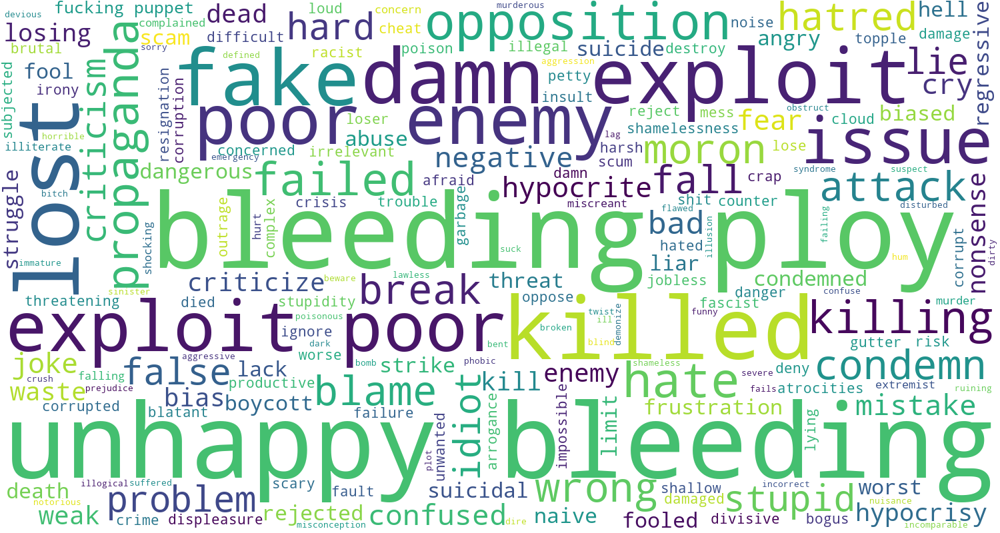 devious
fucking puppet
dead
loud
concern
murderous
opposition
noise
hatred
hell
regressive
losing
complained
scam
difficult
hard
cheat
angry
topple
damage
brutal
sorry
defined
racist
poison
illegal
suicide
destroy
aggression
lie
fool
irony
subjected
criticism
propaganda
resignation
corruption
fake
damn
exploit
petty
insult
cry
poor
enemy
loser
abuse
reject
mess
obstruct
biased
cloud
fear
shamelessness
horrible
illiterate
lost
concerned
emergency
irrelevant
negative
lag
harsh
scum
moron
lose
issue
dangerous
failed
afraid
damn
hypocrite
fall
crap
syndrome
suspect
attack
struggle
bitch
crisis
trouble
garbage
miscreant
shit
counter
flawed
disturbed
nonsense
bleeding
ploy
outrage
hurt
complex
shocking
bad
illusion
failing
hated
suck
liar
hum
corrupt
dirty
immature
criticize
beware
lawless
break
threat
jobless
condemned
sinister
threatening
died
stupidity
oppose
danger
confuse
fascist
murder
exploit
poor
poisonous
ignore
dark
worse
bent
killed
twist
ill
broken
blind
demonize
funny
killing
gutter
risk
joke
falling
crush
prejudice
false
aggressive
lack
bomb
strike
phobic
enemy
shameless
severe
deny
condemn
waste
corrupted
bias
productive
boycott
blame
kill
hate
fails
atrocities
extremist
ruining
blatant
failure
idiot
arrogance
impossible
limit
frustration
mistake
unhappy
bleeding
unwanted
plot
lying
death
illogical
suffered
scary
fault
suicidal
wrong
shallow
damaged
incorrect
worst
nuisance
notorious
problem
stupid
hypocrisy
weak
crime
displeasure
rejected
misconception
confused
dire
naive
fooled
divisive
bogus
incomparable